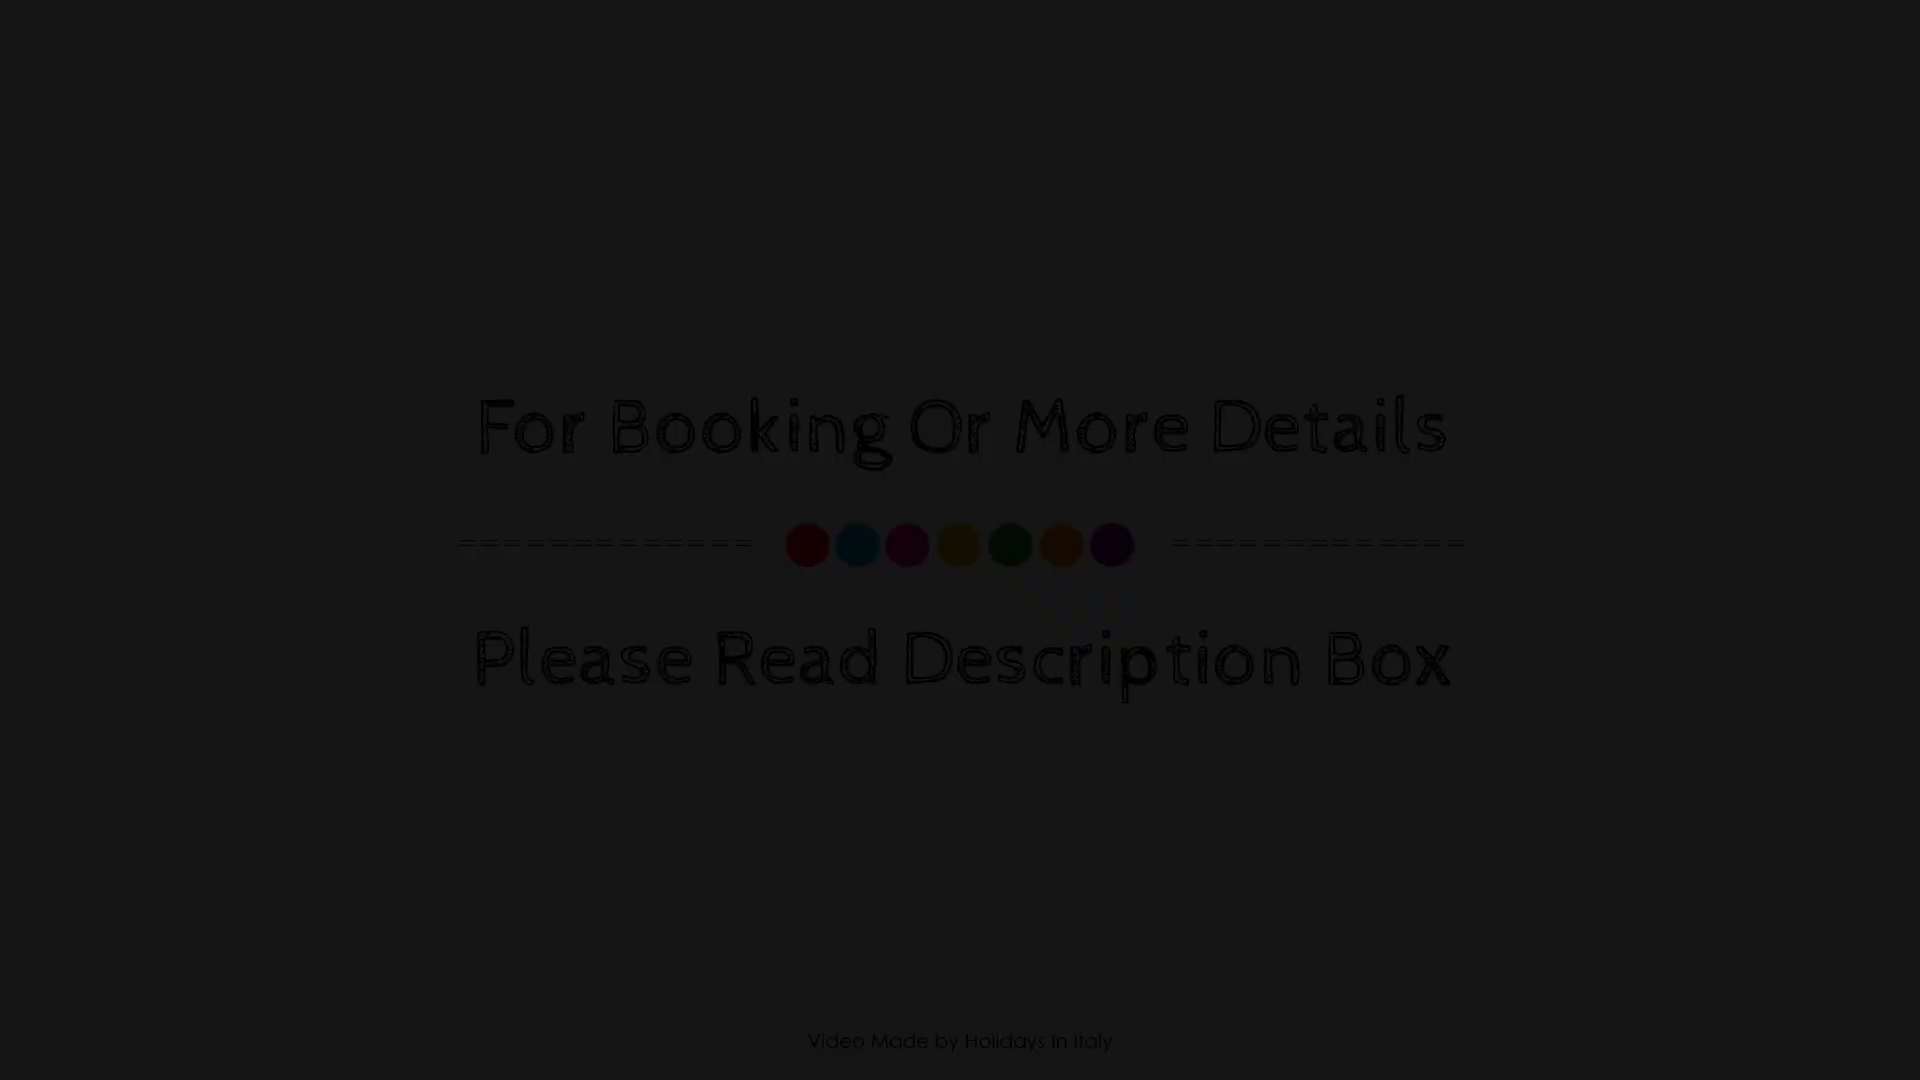 For Booking Or More Details
============= =============
Please Read Description Box
Video Made by Holidays In Italy